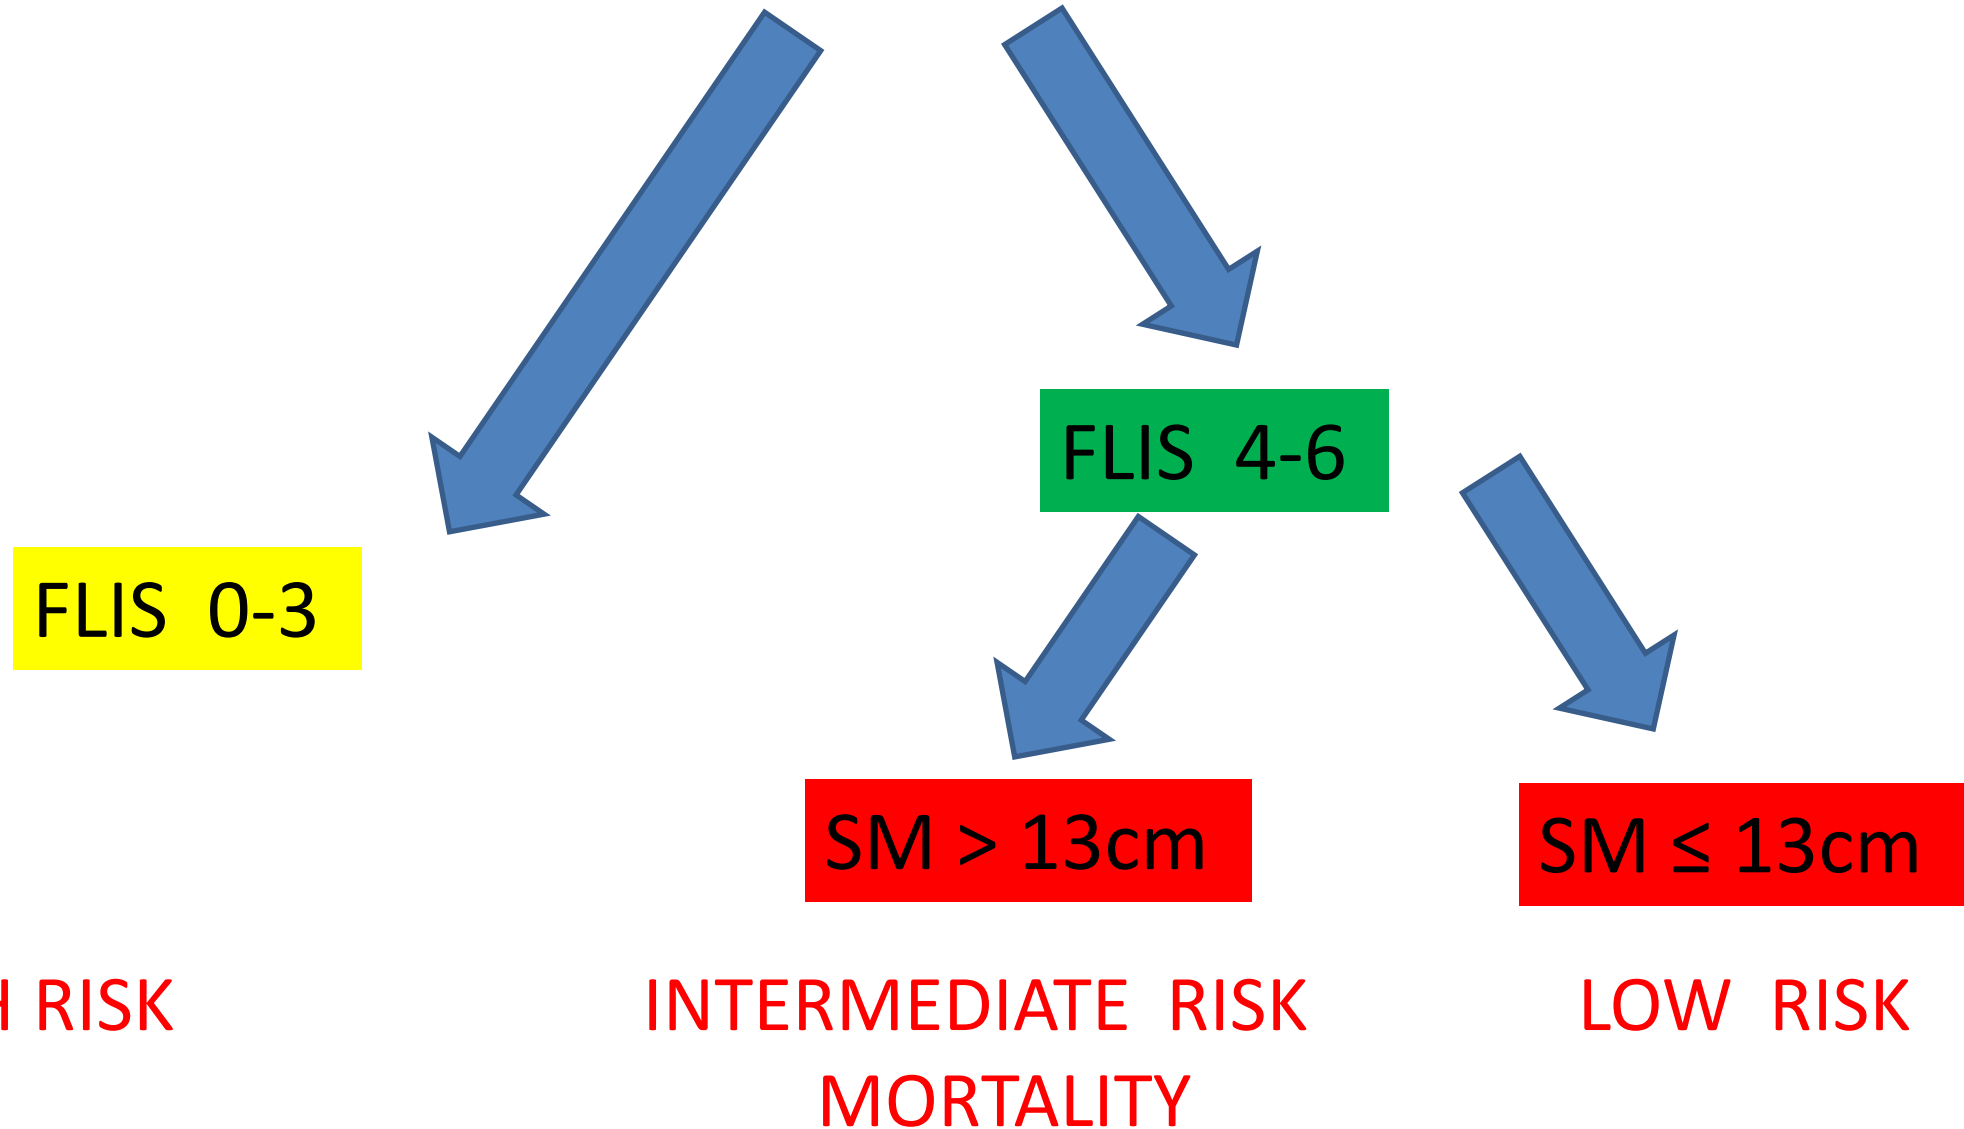 FLIS 4-6
FLIS 0-3
SM > 13cm
SM ≤ 13cm
RISK
INTERMEDIATE RISK
LOW RISK
MORTALITY